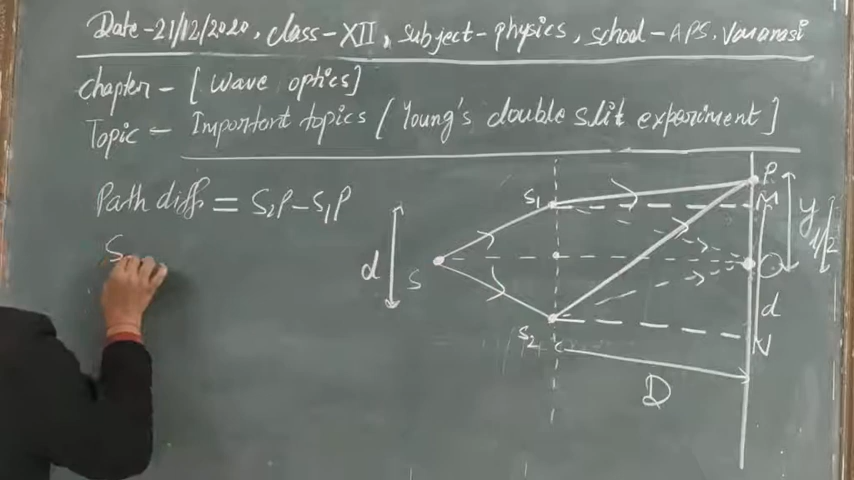 Date-21/12/2020, class-XII, subject-physics, school-APS, Varanasi
chapter - [wave optics]
Topic - Important topics [Young's double slit experiment]
Path diff = S₂P-S₁P
S
d
S
S₁
S₂
P
M
O
d
N
D
y